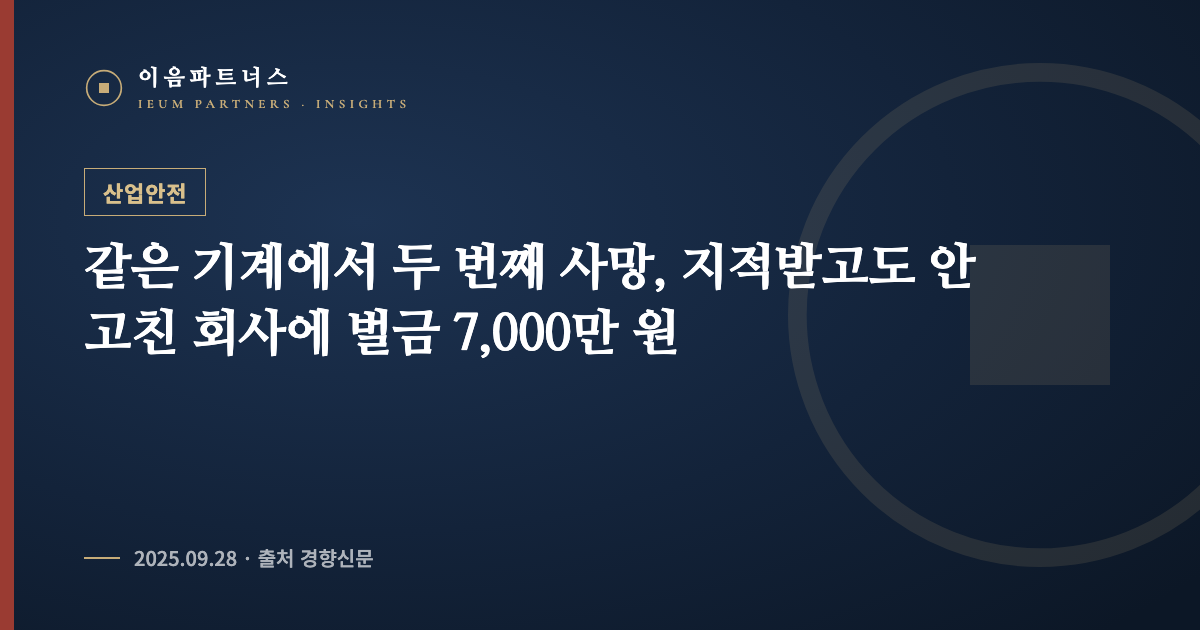 이음파트너스
IEUM PARTNERS · INSIGHTS
산업안전
같은 기계에서 두 번째 사망, 지적받고도 안
고친 회사에 벌금 7,000만 원
2025.09.28 · 출처 경향신문